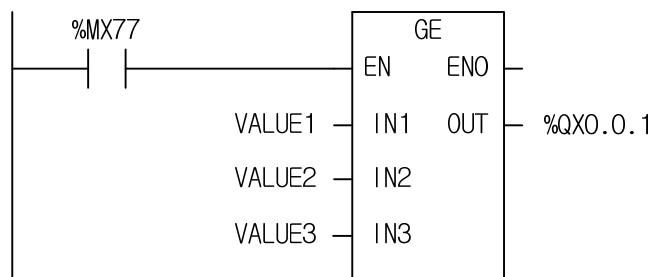 %MX77
GE
EN ENO
VALUE1 IN1 OUT %QX0.0.1
VALUE2 IN2
VALUE3 IN3